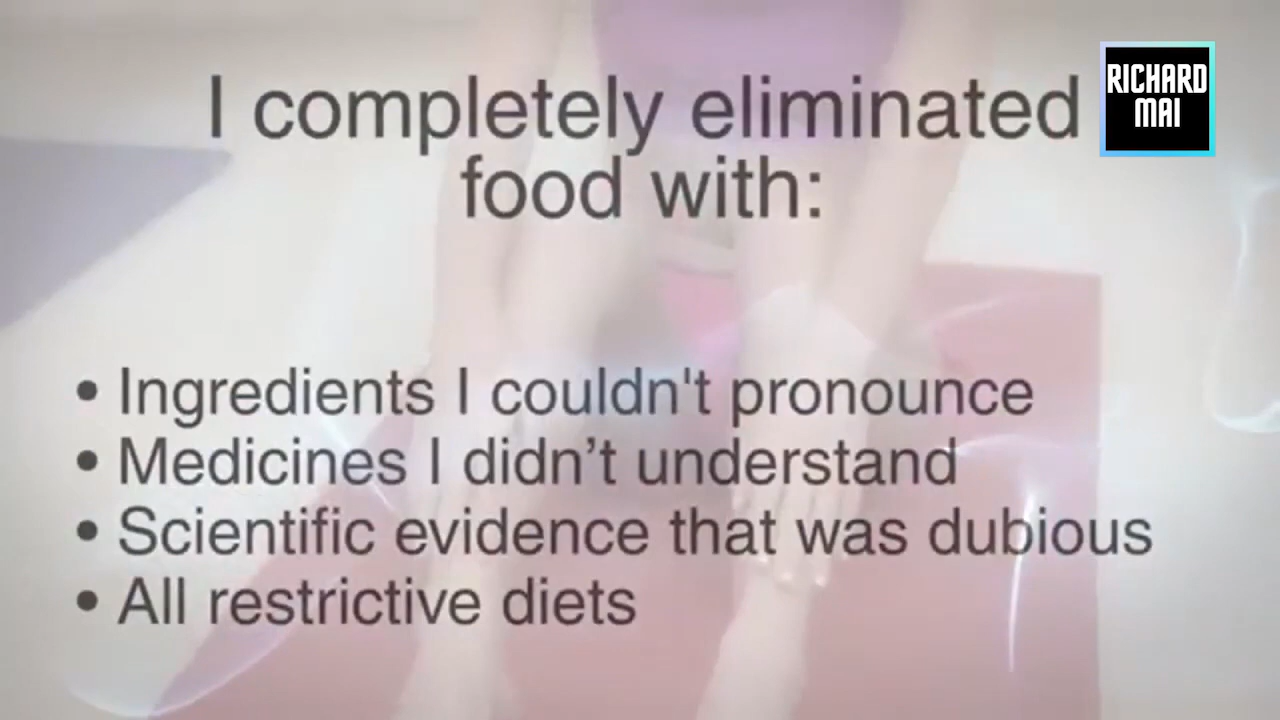 I completely eliminated
food with:
RICHARD
MAI
• Ingredients I couldn't pronounce
• Medicines I didn’t understand
• Scientific evidence that was dubious
• All restrictive diets